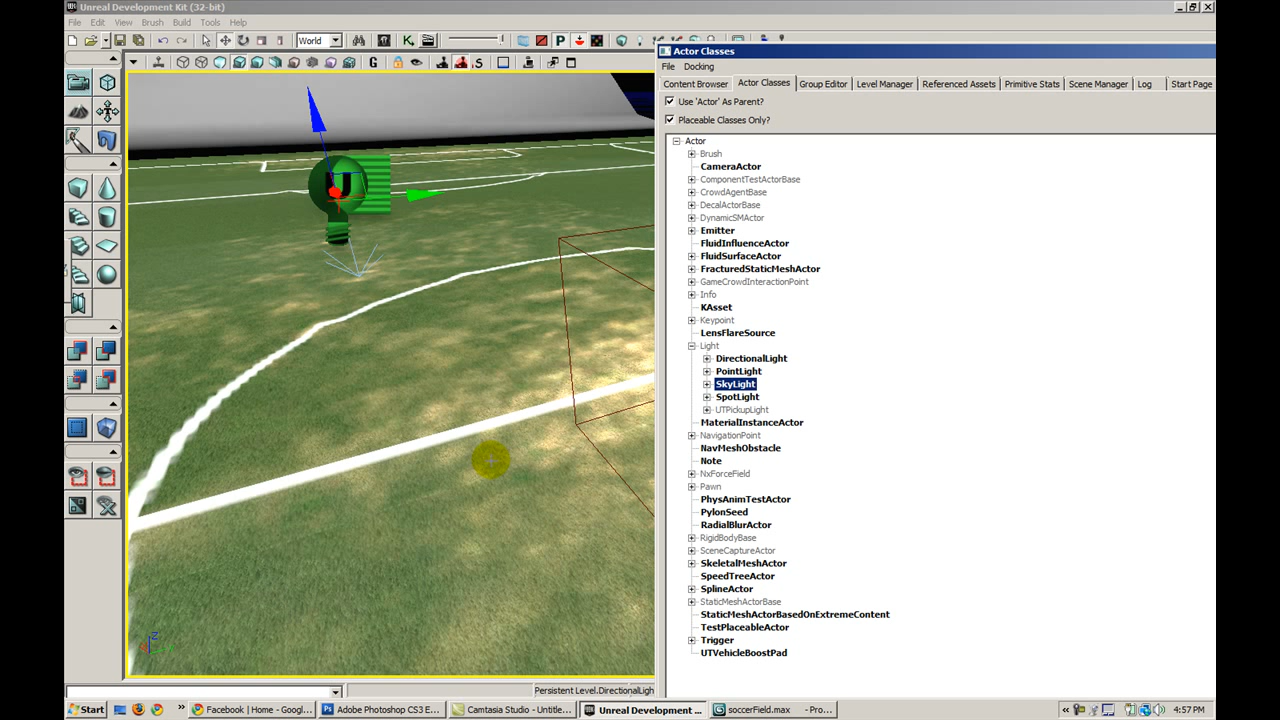 Unreal Development Kit (32-bit)
File Edit View Brush Build Tools Help
World
Actor Classes
File Docking
Content Browser Actor Classes Group Editor Level Manager Referenced Assets Primitive Stats Scene Manager Log Start Page
Use 'Actor' As Parent?
Placeable Classes Only?
Actor
Brush
CameraActor
ComponentTestActorBase
CrowdAgentBase
DecalActorBase
DynamicSMActor
Emitter
FluidInfluenceActor
FluidSurfaceActor
FracturedStaticMeshActor
GameCrowdInteractionPoint
Info
KAsset
Keypoint
LensFlareSource
Light
DirectionalLight
PointLight
SkyLight
SpotLight
UTPickupLight
MaterialInstanceActor
NavigationPoint
NavMeshObstacle
Note
NxForceField
Pawn
PhysAnimTestActor
PylonSeed
RadialBlurActor
RigidBodyBase
SceneCaptureActor
SkeletalMeshActor
SpeedTreeActor
SplineActor
StaticMeshActorBase
StaticMeshActorBasedOnExtremeContent
TestPlaceableActor
Trigger
UTVehicleBoostPad
Z
Persistent Level.DirectionalLigh
Start » Facebook | Home - Googl... Adobe Photoshop CS3 E... Camtasia Studio - Untitle... Unreal Development ... soccerField.max - Pro... « 4:57 PM